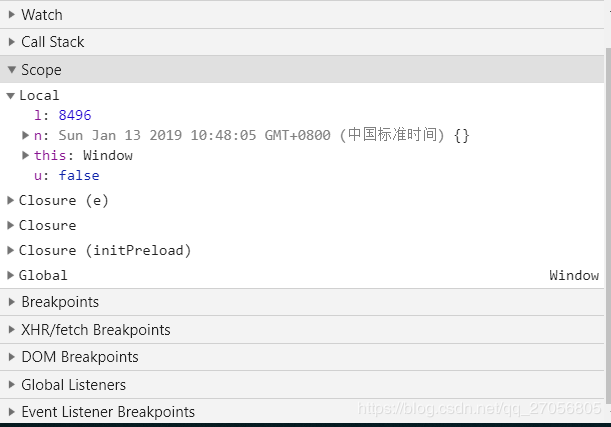 Watch
Call Stack
Scope
Local
l: 8496
n: Sun Jan 13 2019 10:48:05 GMT+0800 (中国标准时间) {}
this: Window
u: false
Closure (e)
Closure
Closure (initPreload)
Global Window
Breakpoints
XHR/fetch Breakpoints
DOM Breakpoints
Global Listeners
Event Listener Breakpoints
https://blog.csdn.net/qq_27056805